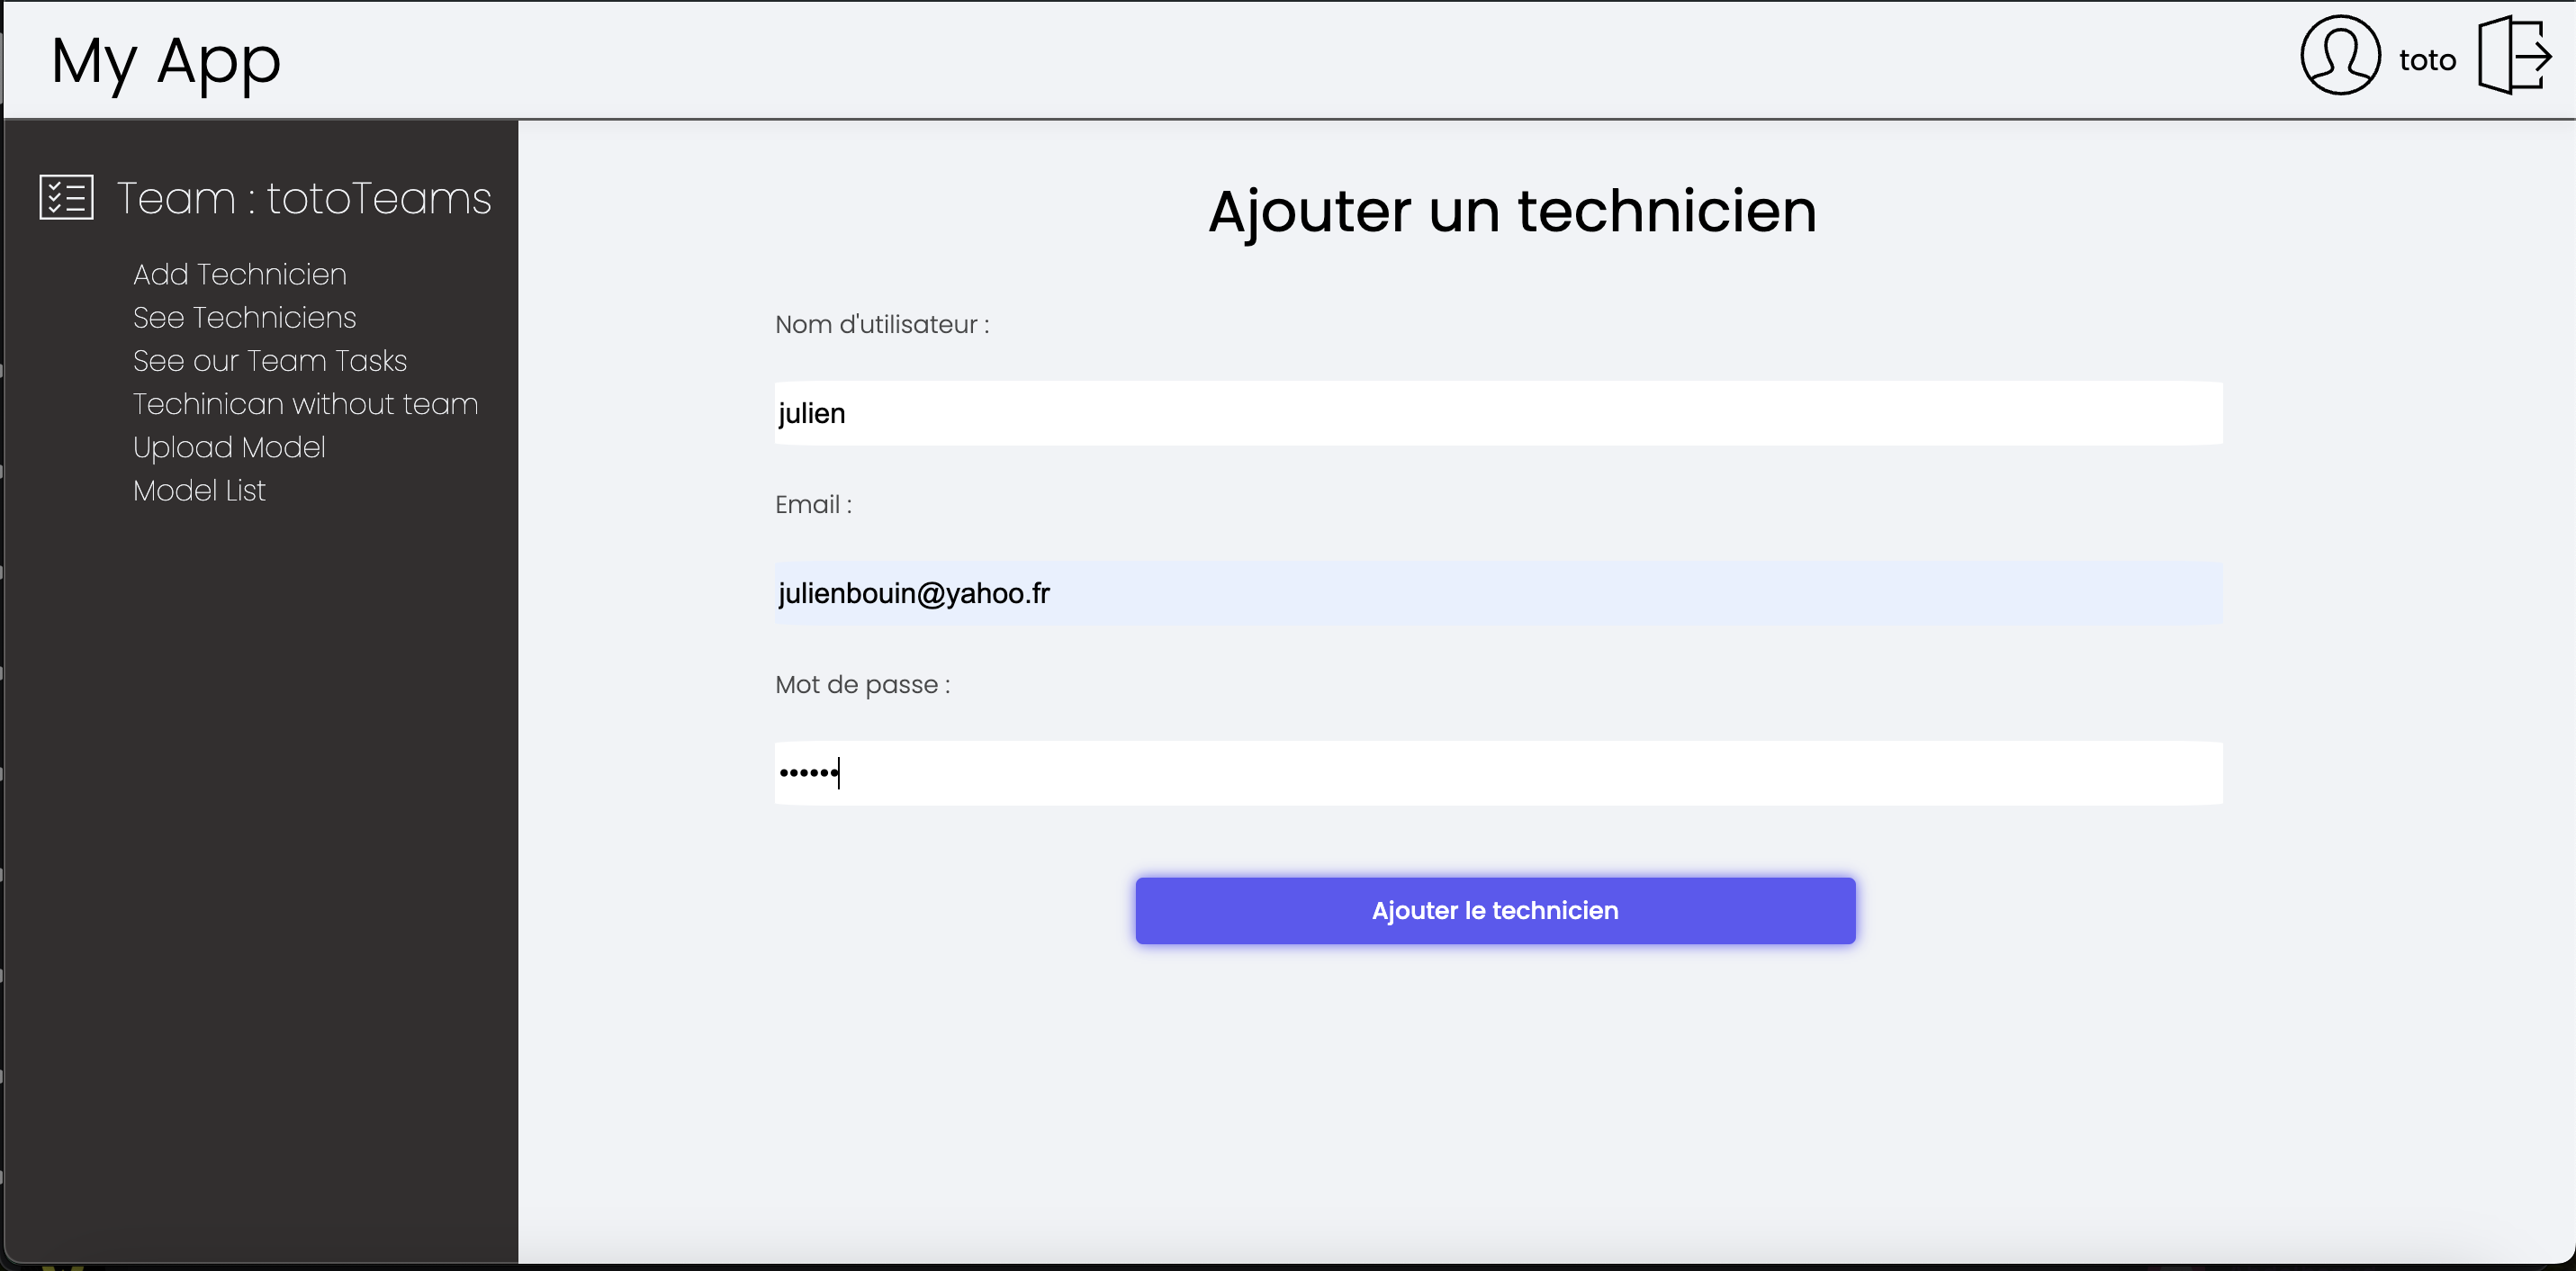 My App
toto
Team : totoTeams
Add Technicien
See Techniciens
See our Team Tasks
Techinican without team
Upload Model
Model List
Ajouter un technicien
Nom d'utilisateur :
julien
Email :
julienbouin@yahoo.fr
Mot de passe :
••••••
Ajouter le technicien